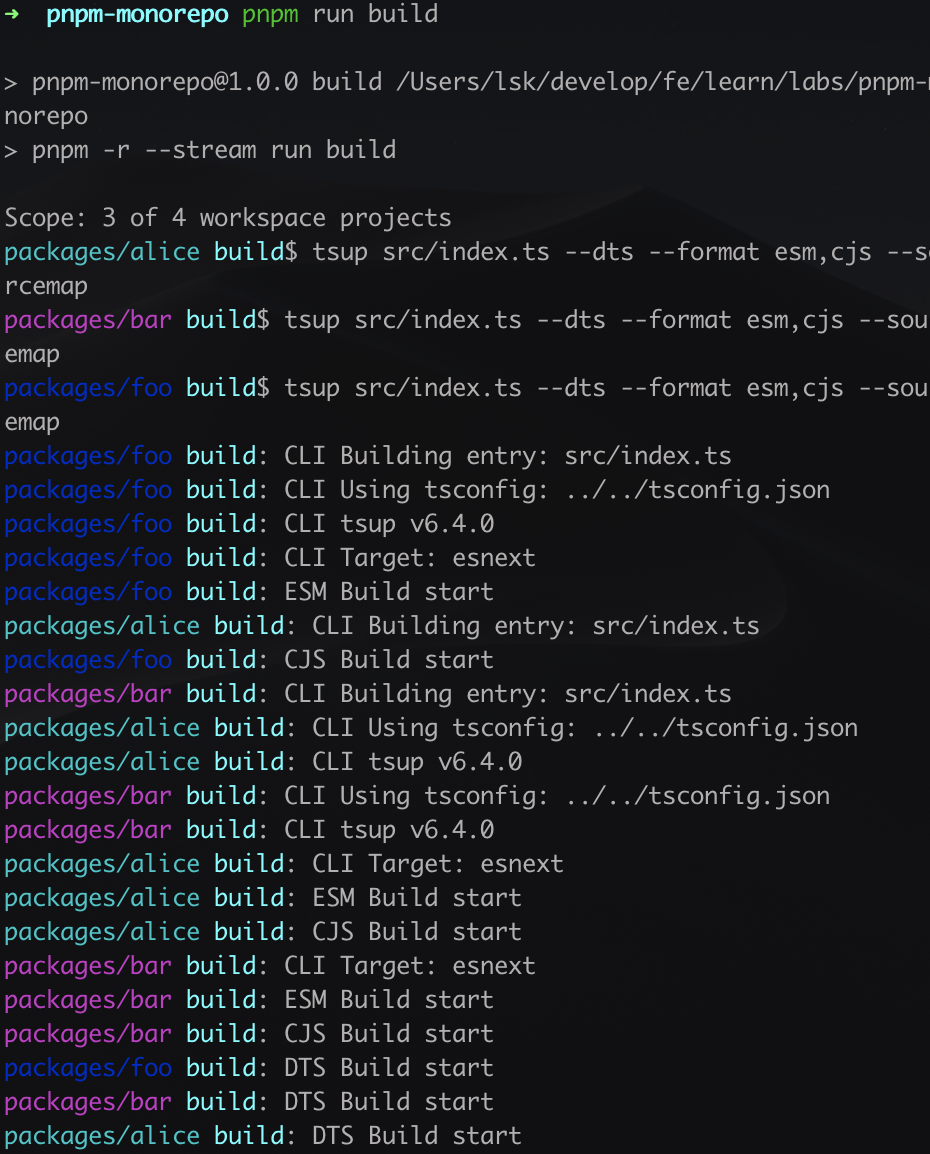 ➜  pnpm-monorepo pnpm run build
> pnpm-monorepo@1.0.0 build /Users/lsk/develop/fe/learn/labs/pnpm-
norepo
> pnpm -r --stream run build
Scope: 3 of 4 workspace projects
packages/alice build$ tsup src/index.ts --dts --format esm,cjs --so
rcemap
packages/bar build$ tsup src/index.ts --dts --format esm,cjs --sou
emap
packages/foo build$ tsup src/index.ts --dts --format esm,cjs --sou
emap
packages/foo build: CLI Building entry: src/index.ts
packages/foo build: CLI Using tsconfig: ../../tsconfig.json
packages/foo build: CLI tsup v6.4.0
packages/foo build: CLI Target: esnext
packages/foo build: ESM Build start
packages/alice build: CLI Building entry: src/index.ts
packages/foo build: CJS Build start
packages/bar build: CLI Building entry: src/index.ts
packages/alice build: CLI Using tsconfig: ../../tsconfig.json
packages/alice build: CLI tsup v6.4.0
packages/bar build: CLI Using tsconfig: ../../tsconfig.json
packages/bar build: CLI tsup v6.4.0
packages/alice build: CLI Target: esnext
packages/alice build: ESM Build start
packages/alice build: CJS Build start
packages/bar build: CLI Target: esnext
packages/bar build: ESM Build start
packages/bar build: CJS Build start
packages/foo build: DTS Build start
packages/bar build: DTS Build start
packages/alice build: DTS Build start